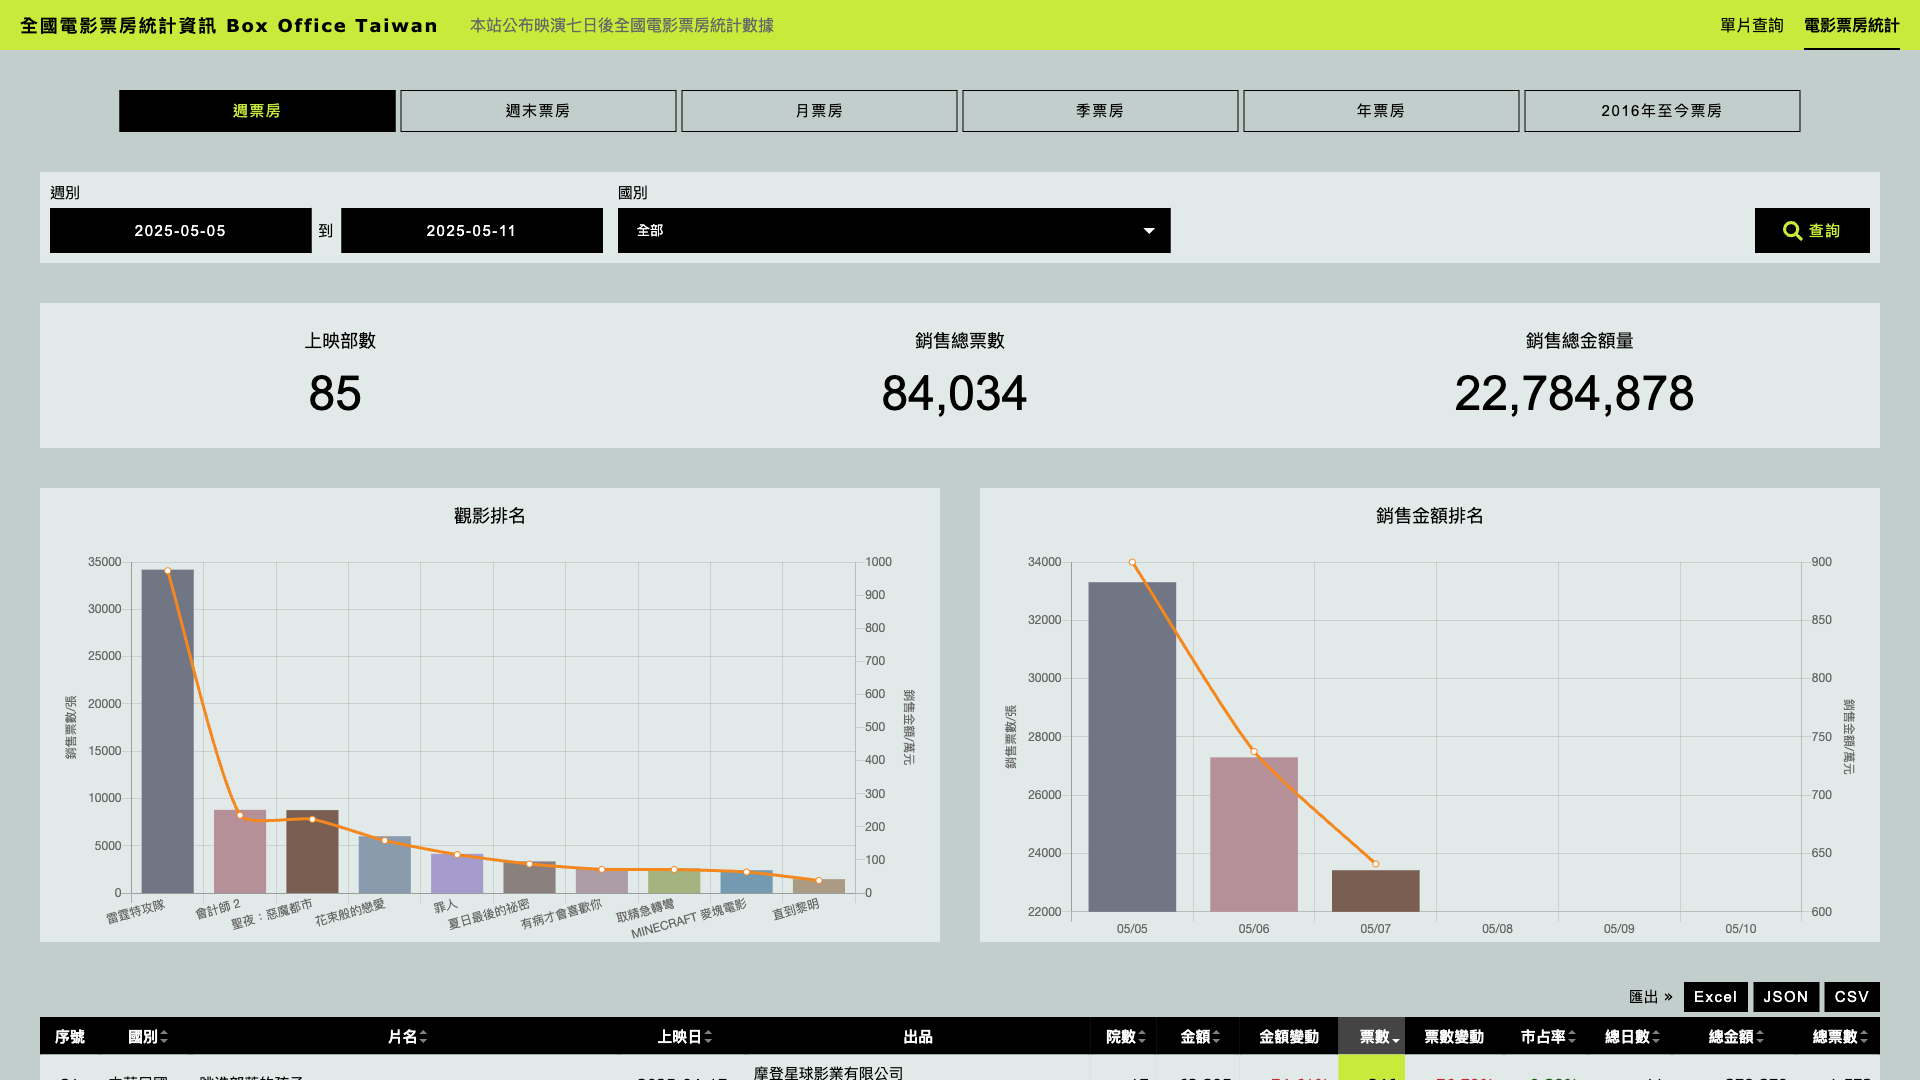 全國電影票房統計資訊 Box Office Taiwan
本站公布映演七日後全國電影票房統計數據
單片查詢
電影票房統計
週票房
週末票房
月票房
季票房
年票房
2016年至今票房
週別
國別
2025-05-05
到
2025-05-11
全部
查詢
上映部數
銷售總票數
銷售總金額量
85
84,034
22,784,878
觀影排名
35000
30000
25000
20000
15000
10000
5000
0
銷售票數/張
1000
900
800
700
600
500
400
300
200
100
0
銷售金額/萬元
雷霆特攻隊
會計師 2
聖夜：惡魔都市
花束般的戀愛
罪人
夏日最後的祕密
有病才會喜歡你
取精急轉彎
MINECRAFT 麥塊電影
直到黎明
銷售金額排名
34000
32000
30000
28000
26000
24000
22000
銷售票數/張
900
850
800
750
700
650
600
銷售金額/萬元
05/05
05/06
05/07
05/08
05/09
05/10
匯出 »
Excel
JSON
CSV
序號 國別 片名 上映日 出品 院數 金額 金額變動 票數 票數變動 市占率 總日數 總金額 總票數
摩登星球影業有限公司